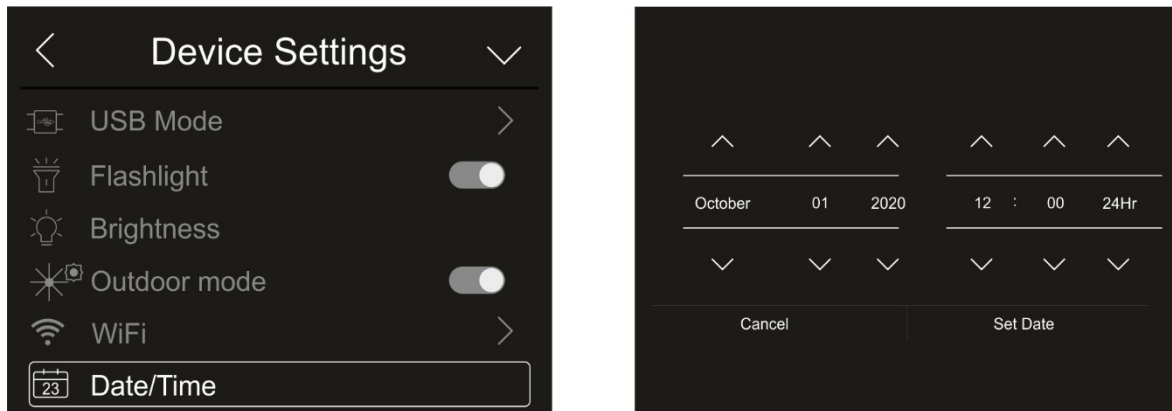 Device Settings
USB Mode
Flashlight
Brightness
Outdoor mode
WiFi
23 Date/Time
October 01 2020 12 : 00 24Hr
Cancel Set Date